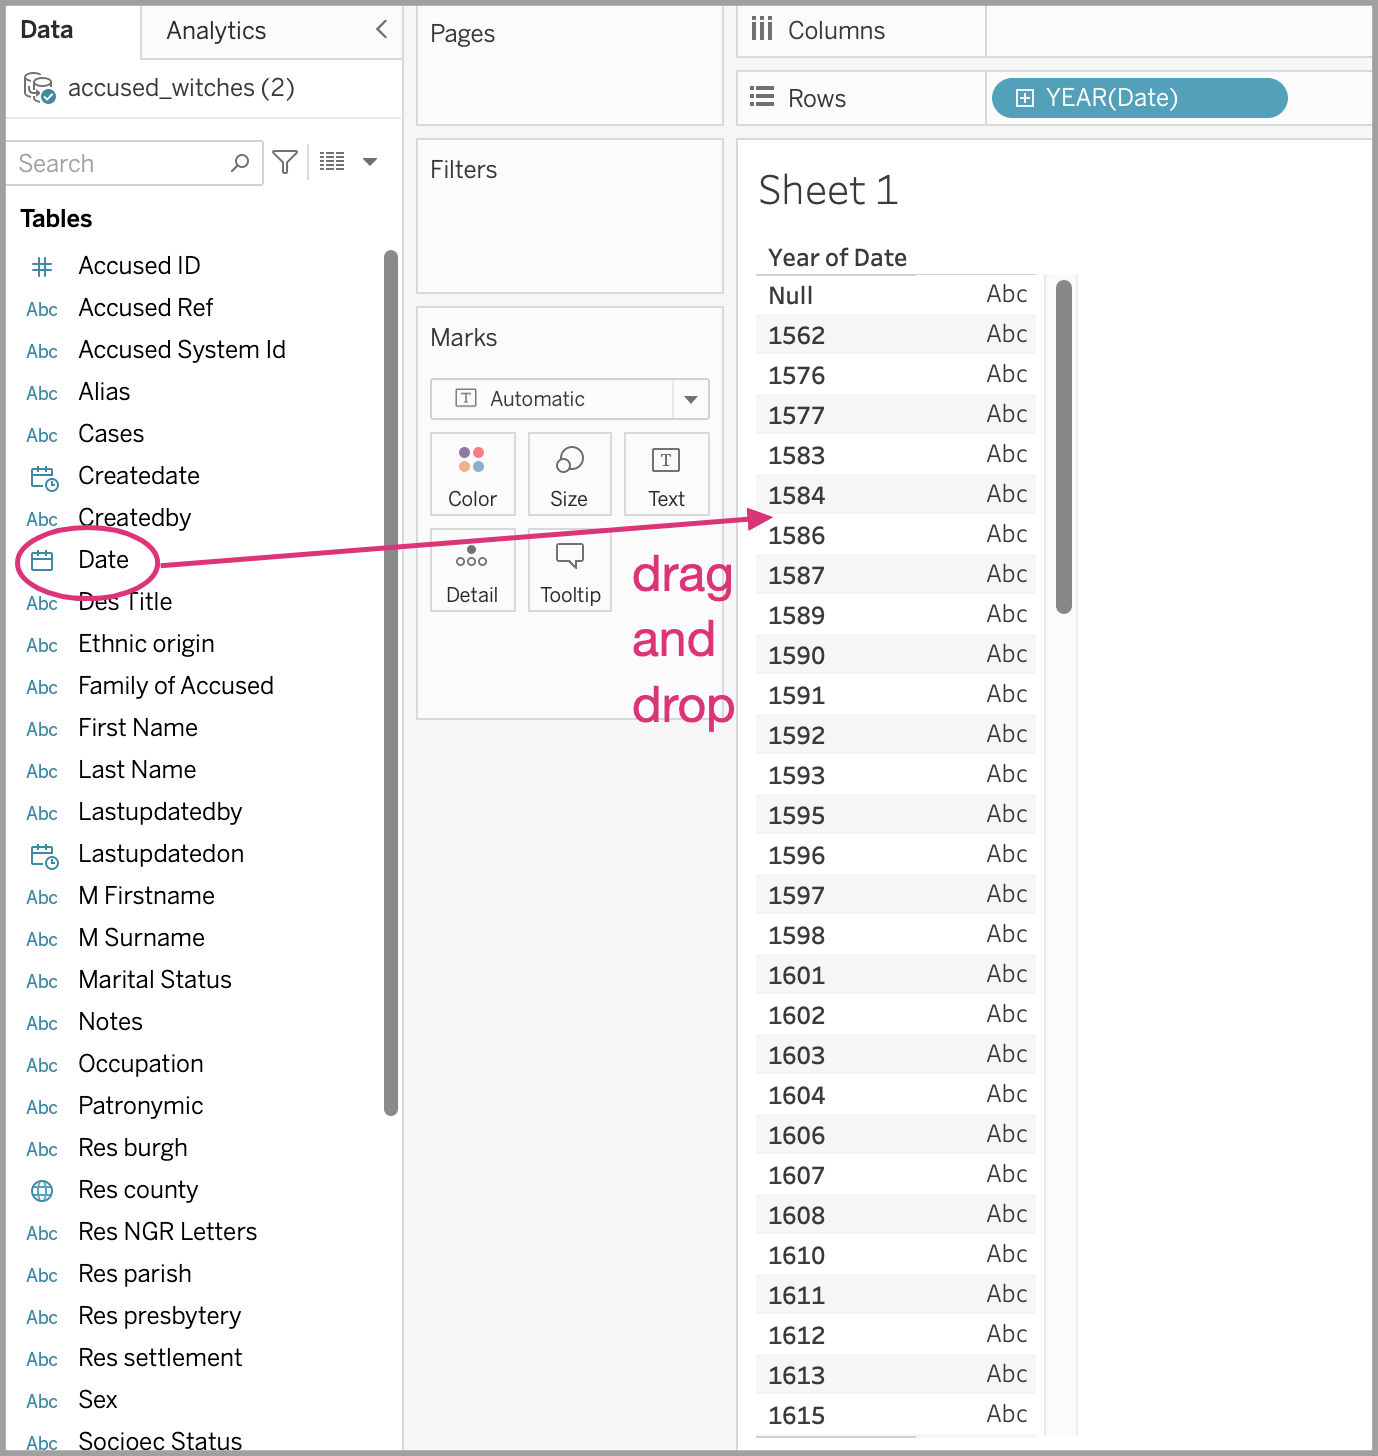 Data
Analytics
accused_witches (2)
Search
Tables
Accused ID
Abc Accused Ref
Abc Accused System Id
Abc Alias
Abc Cases
Createdate
Abc Createdby
Date
Abc Des Title
Abc Ethnic origin
Abc Family of Accused
Abc First Name
Abc Last Name
Abc Lastupdatedby
Lastupdatedon
Abc M Firstname
Abc M Surname
Abc Marital Status
Abc Notes
Abc Occupation
Abc Patronymic
Abc Res burgh
Res county
Abc Res NGR Letters
Abc Res parish
Abc Res presbytery
Abc Res settlement
Abc Sex
Abc Socioec Status
Pages
Filters
Marks
T Automatic
Color
Size
T
Text
Detail
Tooltip
drag
and
drop
Columns
Rows
YEAR(Date)
Sheet 1
Year of Date
Null Abc
1562 Abc
1576 Abc
1577 Abc
1583 Abc
1584 Abc
1586 Abc
1587 Abc
1589 Abc
1590 Abc
1591 Abc
1592 Abc
1593 Abc
1595 Abc
1596 Abc
1597 Abc
1598 Abc
1601 Abc
1602 Abc
1603 Abc
1604 Abc
1606 Abc
1607 Abc
1608 Abc
1610 Abc
1611 Abc
1612 Abc
1613 Abc
1615 Abc